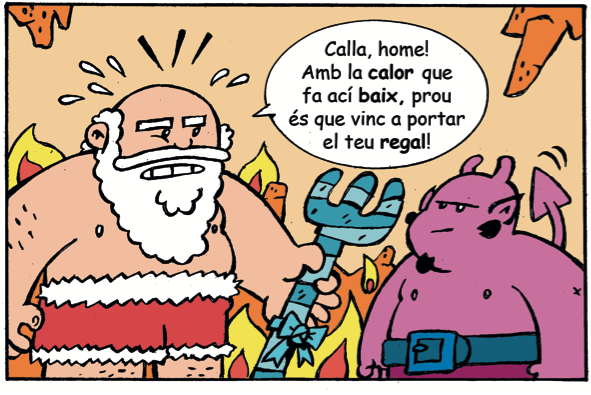 Calla, home!
Amb la calor que
fa ací baix, prou
és que vinc a portar
el teu regal!